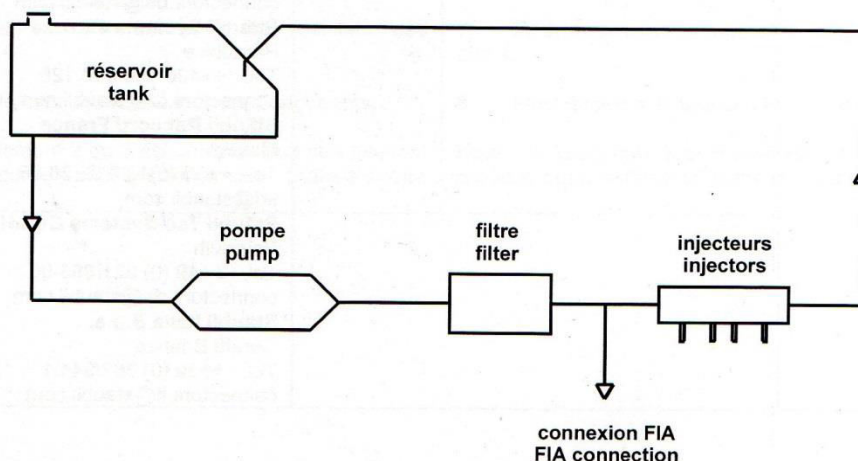 réservoir
tank
pompe
pump
filtre
filter
injecteurs
injectors
connexion FIA
FIA connection